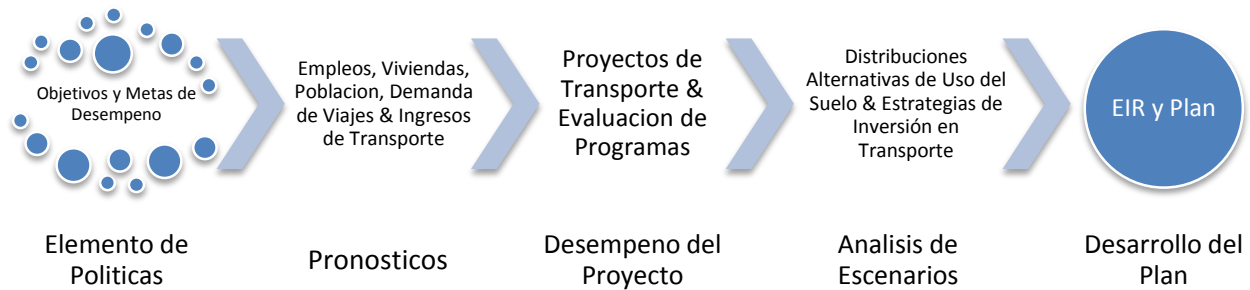 Objetivos y Metas de
Desempeno
Empleos, Viviendas,
Poblacion, Demanda
de Viajes & Ingresos
de Transporte
Proyectos de
Transporte &
Evaluacion de
Programas
Distribuciones
Alternativas de Uso del
Suelo & Estrategias de
Inversión en
Transporte
EIR y Plan
Elemento de
Politicas
Pronosticos
Desempeno del
Proyecto
Analisis de
Escenarios
Desarrollo del
Plan